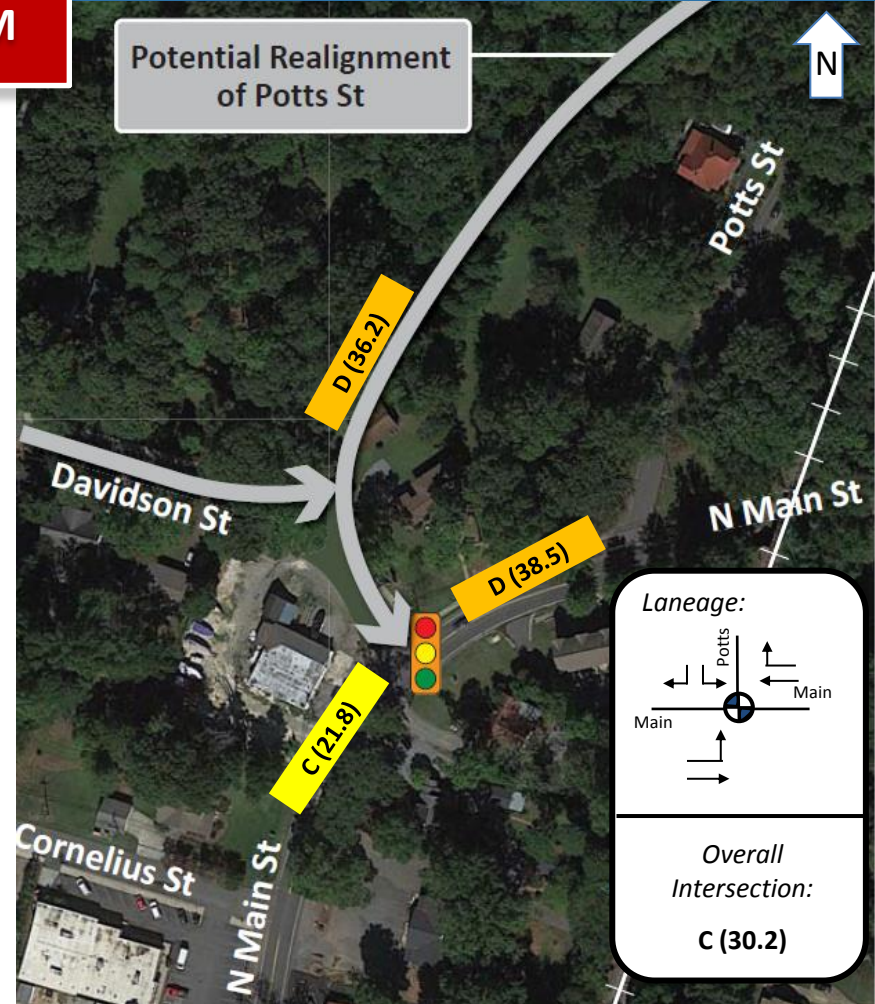 M
Potential Realignment
of Potts St
N
Potts St
D (36.2)
Davidson St
N Main St
D (38.5)
C (21.8)
Cornelius St
N Main St
Laneage:
Potts
Main
Main
Overall
Intersection:
C (30.2)